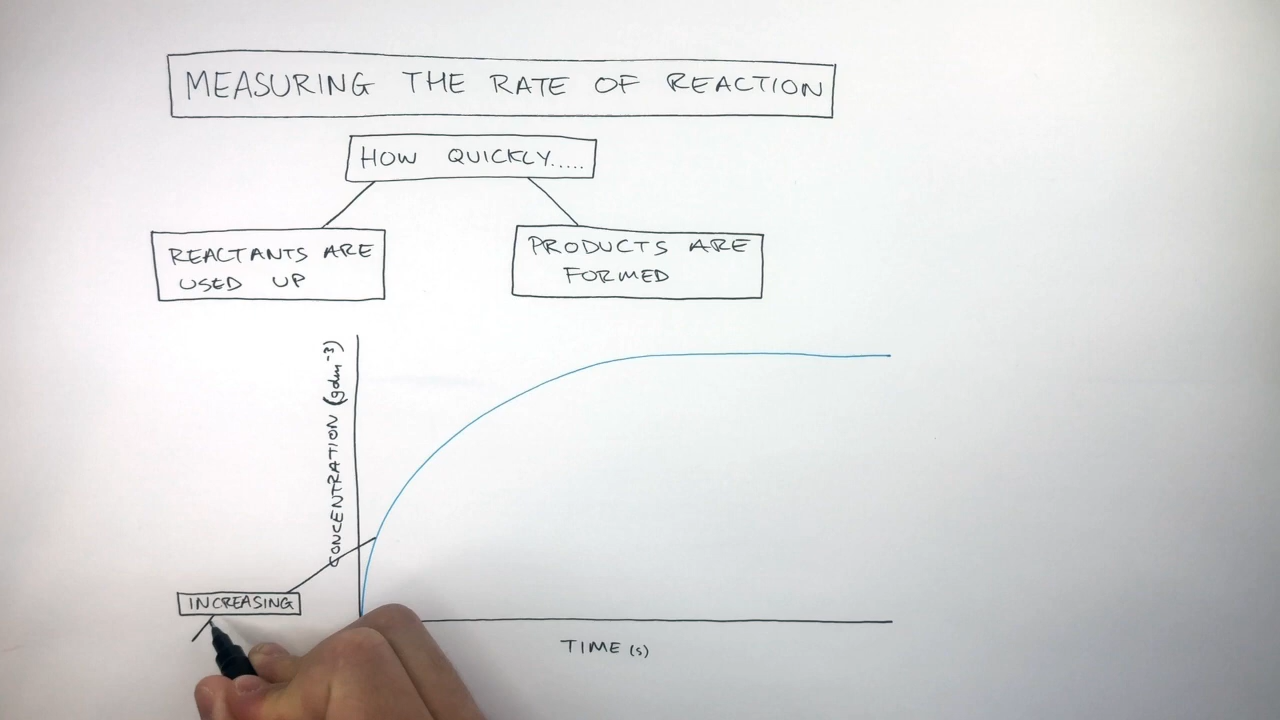 MEASURING THE RATE OF REACTION
HOW QUICKLY.....
REACTANTS ARE
USED UP
PRODUCTS ARE
FORMED
CONCENTRATION (gdm⁻³)
INCREASING
TIME (s)